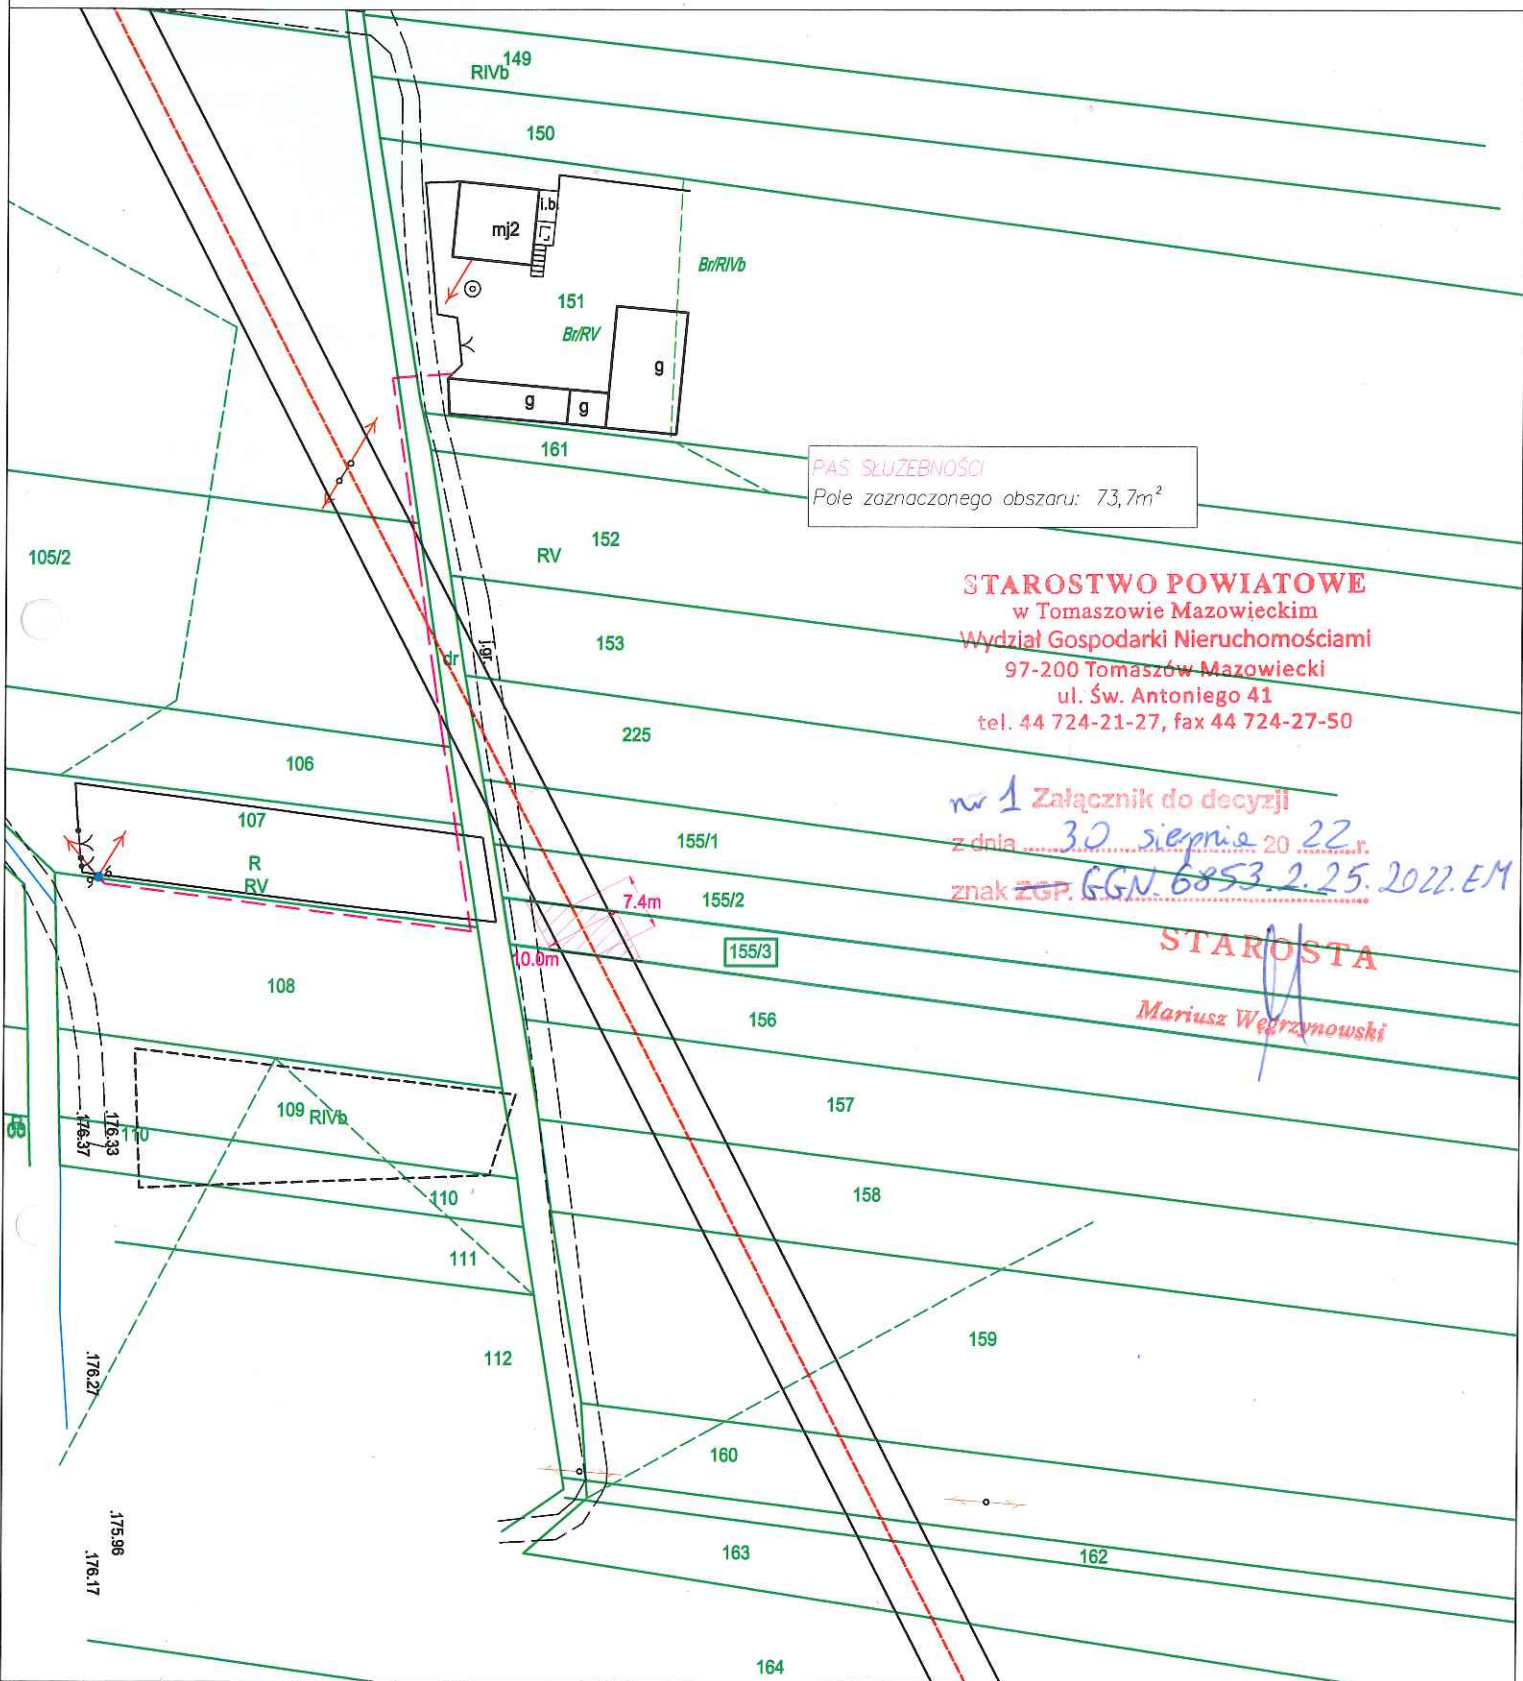 149
RIVb
150
i.b
mj2
Br/RIVb
151
Br/RV
g
g
g
161
PAS SŁUŻEBNOŚCI
Pole zaznaczonego obszaru: 73,7m²
105/2
RV
152
STAROSTWO POWIATOWE
w Tomaszowie Mazowieckim
Wydział Gospodarki Nieruchomościami
97-200 Tomaszów Mazowiecki
ul. Św. Antoniego 41
tel. 44 724-21-27, fax 44 724-27-50
153
dr
j.gr.
225
106
nr 1 Załącznik do decyzji
z dnia 30 sierpnia 2022 r.
znak ZGP. GGN.6853.2.25.2022.EM
107
155/1
R
RV
9
6
7.4m
155/2
155/3
10.0m
STAROSTA
Mariusz Węgrzynowski
108
156
157
109 RIVb
110
176.33
176.37
110
158
111
159
112
.176.27
160
.175.96
.176.17
163
162
164